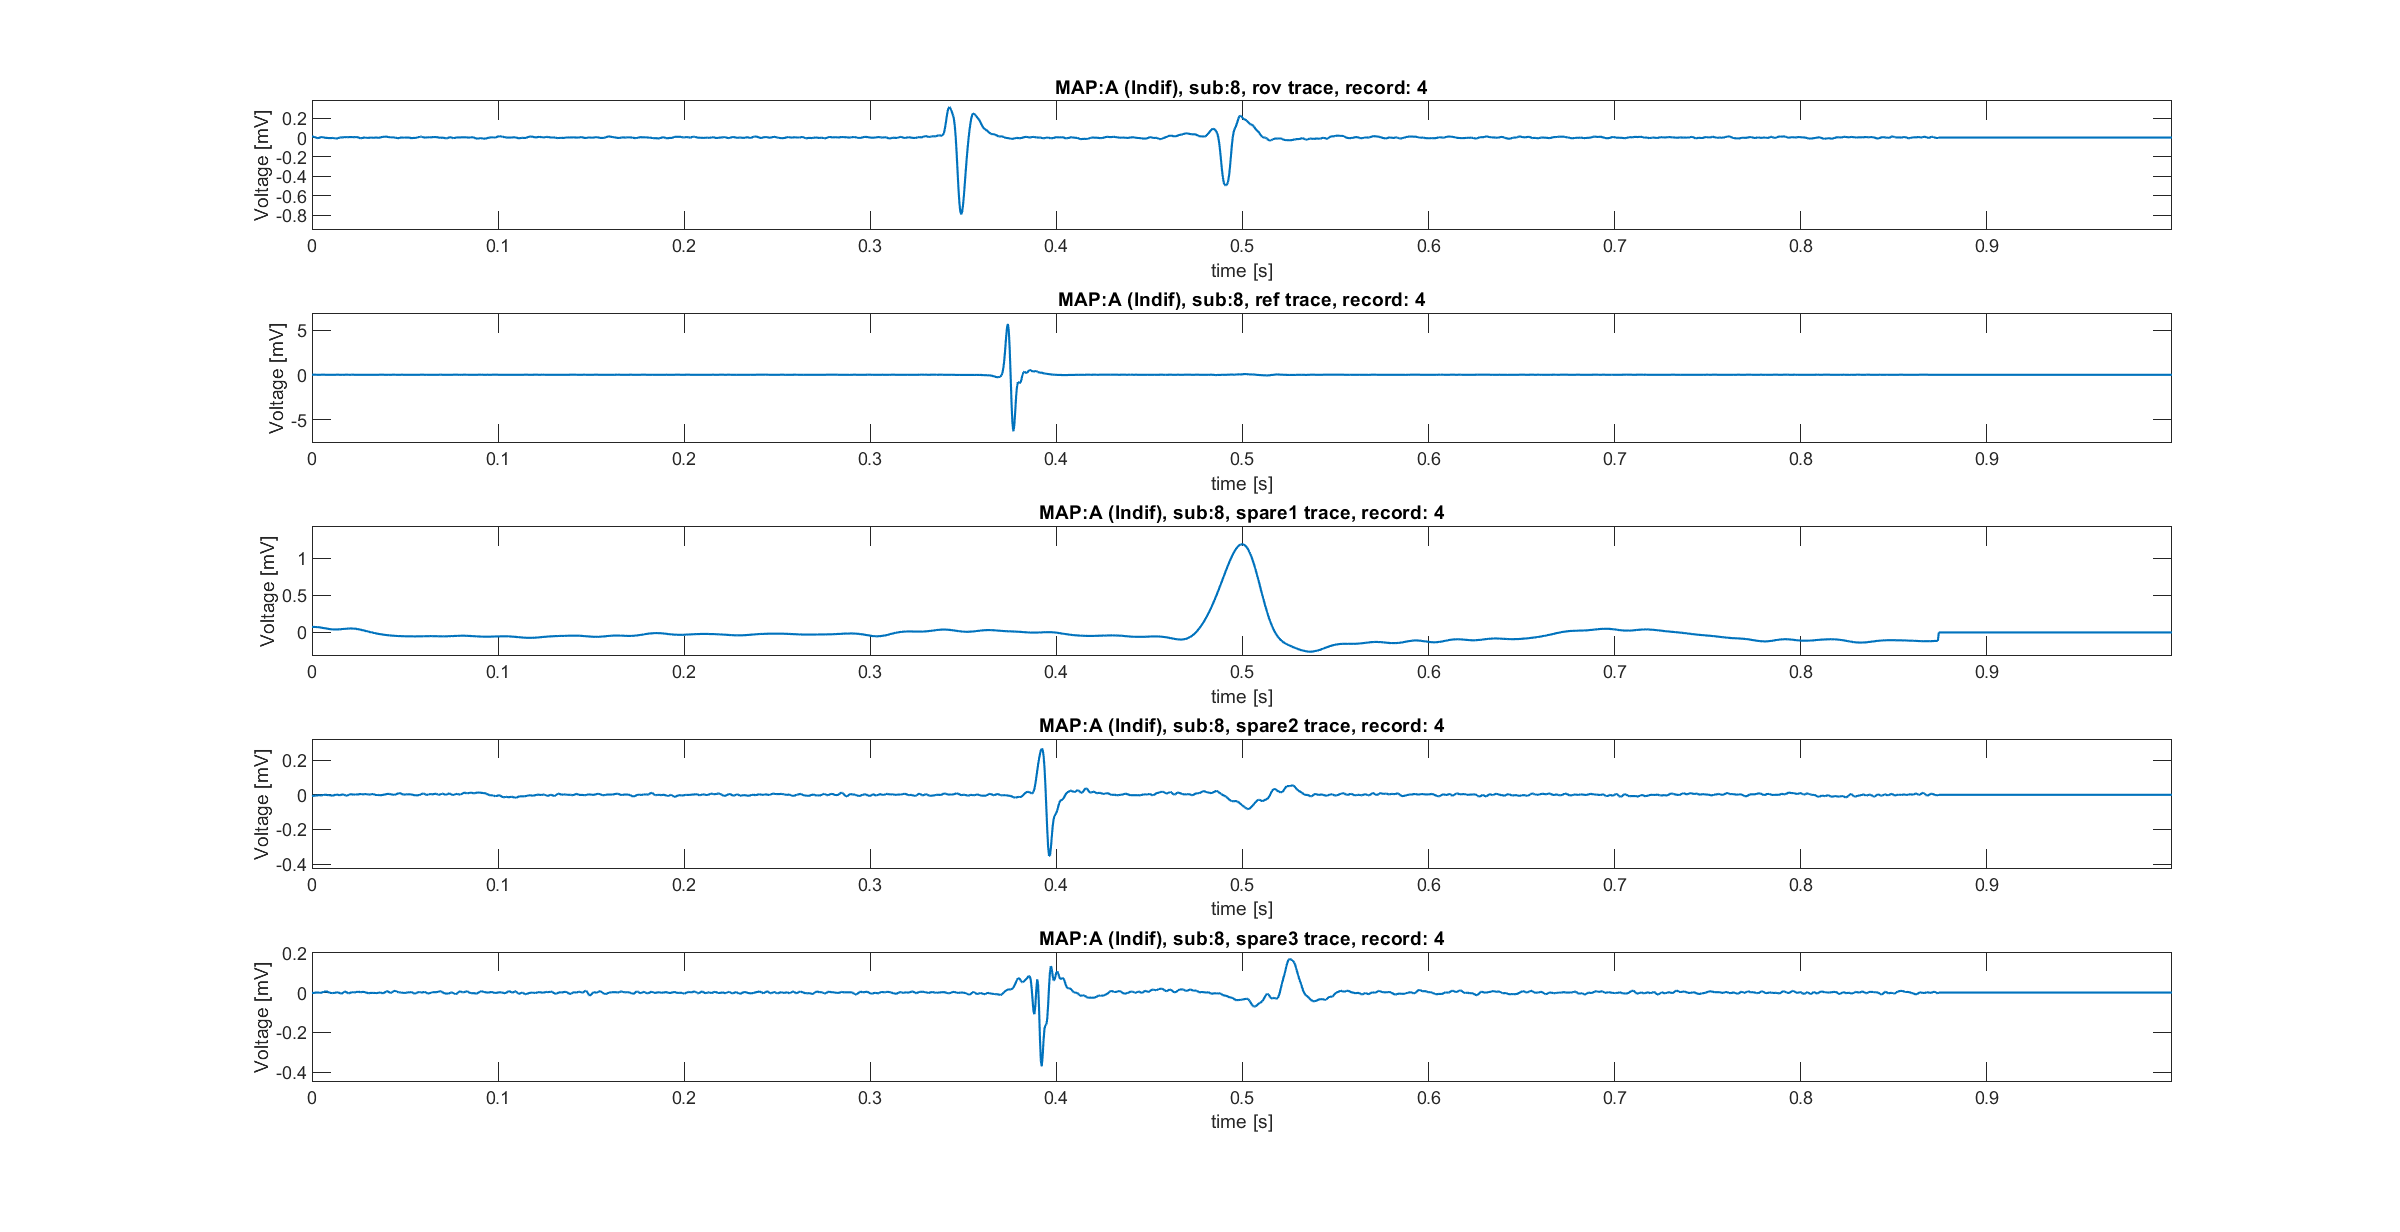 MAP:A (Indif), sub:8, rov trace, record: 4
Voltage [mV]
0.2
0
-0.2
-0.4
-0.6
-0.8
0 0.1 0.2 0.3 0.4 0.5 0.6 0.7 0.8 0.9
time [s]
MAP:A (Indif), sub:8, ref trace, record: 4
Voltage [mV]
5
0
-5
0 0.1 0.2 0.3 0.4 0.5 0.6 0.7 0.8 0.9
time [s]
MAP:A (Indif), sub:8, spare1 trace, record: 4
Voltage [mV]
1
0.5
0
0 0.1 0.2 0.3 0.4 0.5 0.6 0.7 0.8 0.9
time [s]
MAP:A (Indif), sub:8, spare2 trace, record: 4
Voltage [mV]
0.2
0
-0.2
-0.4
0 0.1 0.2 0.3 0.4 0.5 0.6 0.7 0.8 0.9
time [s]
MAP:A (Indif), sub:8, spare3 trace, record: 4
Voltage [mV]
0.2
0
-0.2
-0.4
0 0.1 0.2 0.3 0.4 0.5 0.6 0.7 0.8 0.9
time [s]